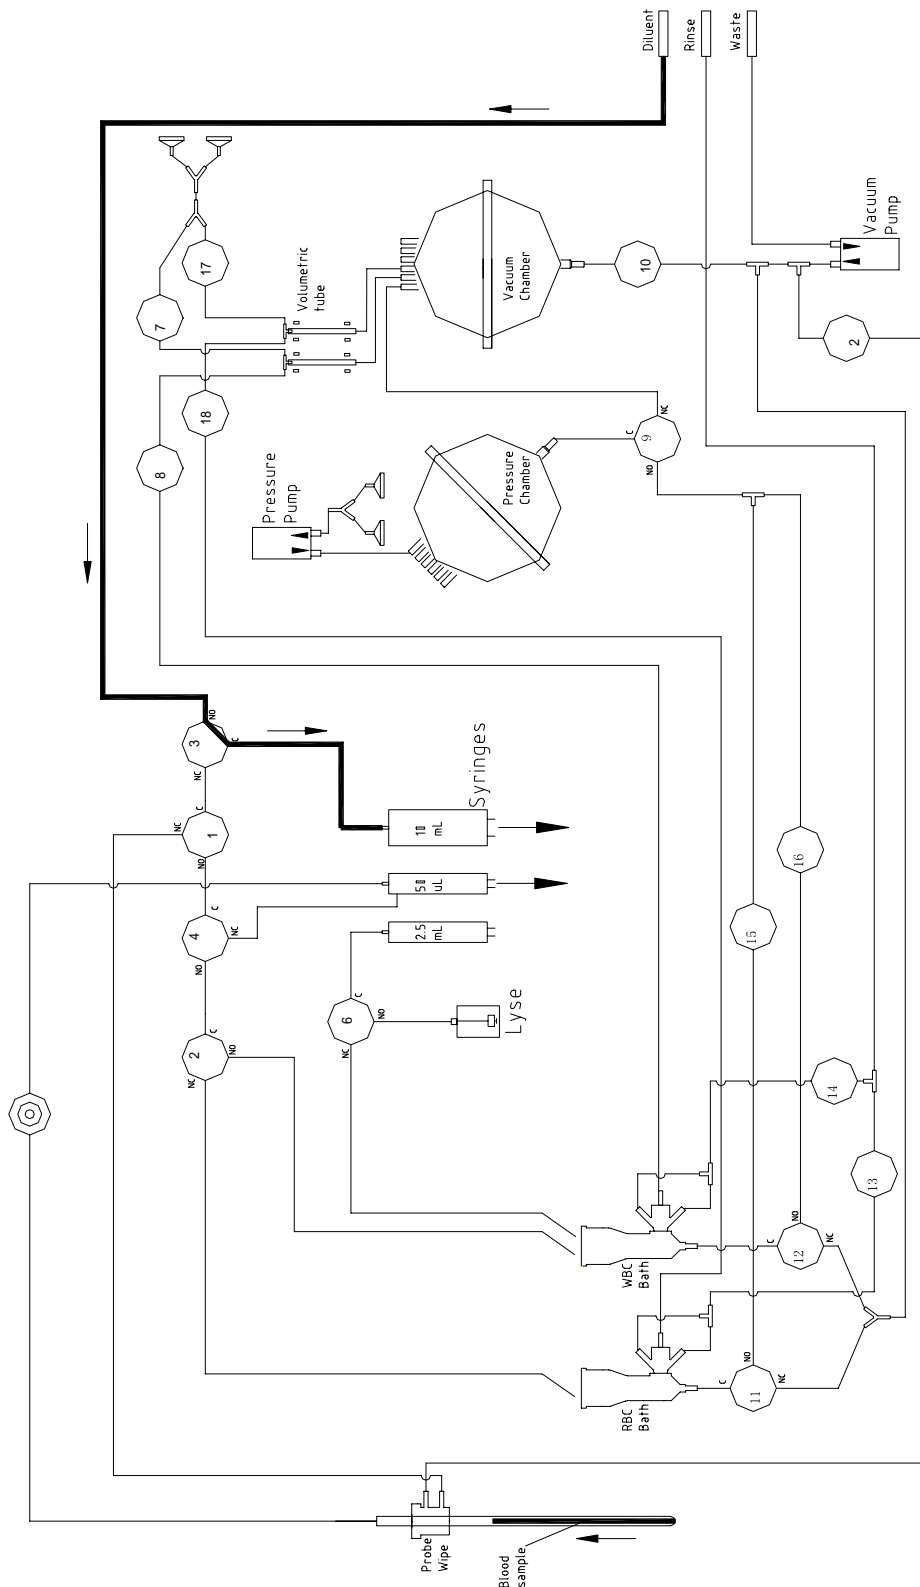 Diluent
Rinse
Waste
17
7
Volumetric
tube
Vacuum
Chamber
10
Vacuum
Pump
2
18
8
Pressure
Pump
Pressure
Chamber
C
9
NC
NO
NO
3
C
NC
C
NC
1
NO
Syringes
10
mL
C
4
NC
NO
50
uL
2.5
mL
16
15
C
6
NO
NC
Lyse
C
2
NO
NC
14
13
WBC
Bath
NO
C
12
NC
RBC
Bath
NO
C
11
NC
Probe
Wipe
Blood
sample